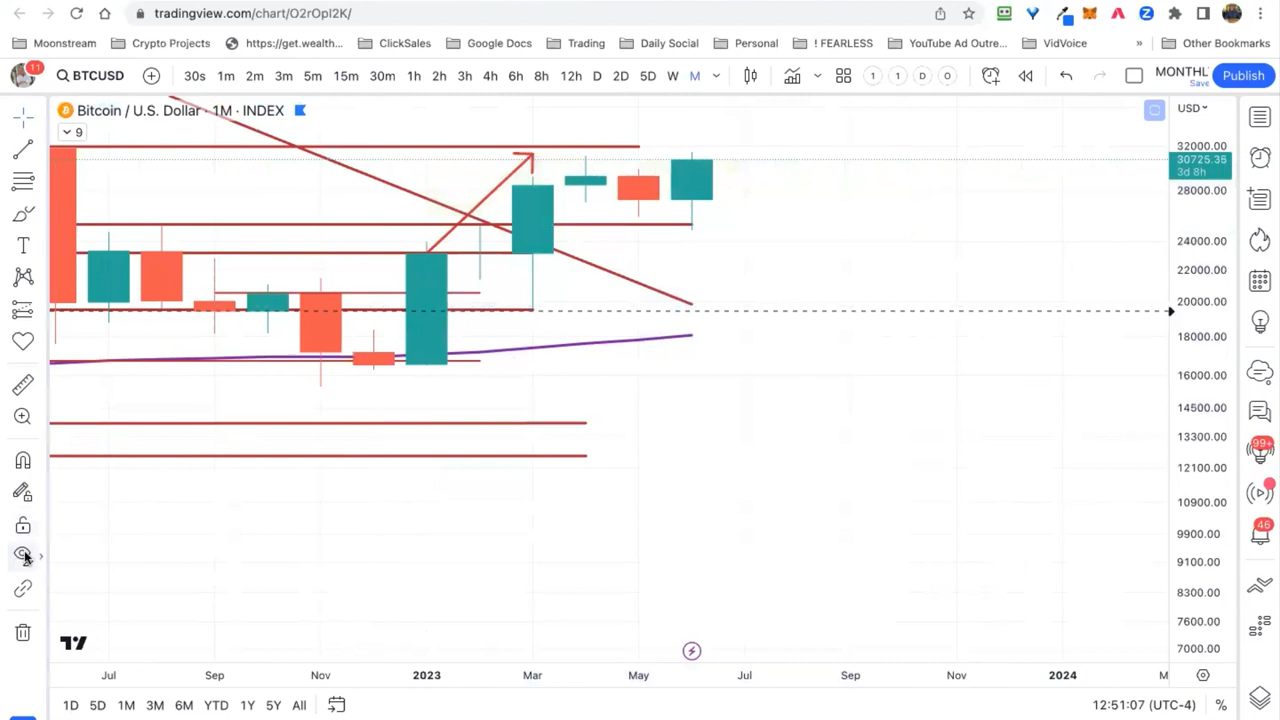 tradingview.com/chart/O2rOpI2K/
Moonstream
Crypto Projects
https://get.wealth...
ClickSales
Google Docs
Trading
Daily Social
Personal
! FEARLESS
YouTube Ad Outre...
VidVoice
»
Other Bookmarks
11
BTCUSD
30s 1m 2m 3m 5m 15m 30m 1h 2h 3h 4h 6h 8h 12h D 2D 5D W M
1
1
D
O
MONTHL
Save
Publish
Bitcoin / U.S. Dollar · 1M · INDEX
9
USD
32000.00
30725.35
3d 8h
28000.00
24000.00
22000.00
20000.00
18000.00
16000.00
14500.00
13300.00
12100.00
10900.00
9900.00
9100.00
8300.00
7600.00
7000.00
99+
46
Jul Sep Nov 2023 Mar May Jul Sep Nov 2024 M
1D 5D 1M 3M 6M YTD 1Y 5Y All
12:51:07 (UTC-4)
%